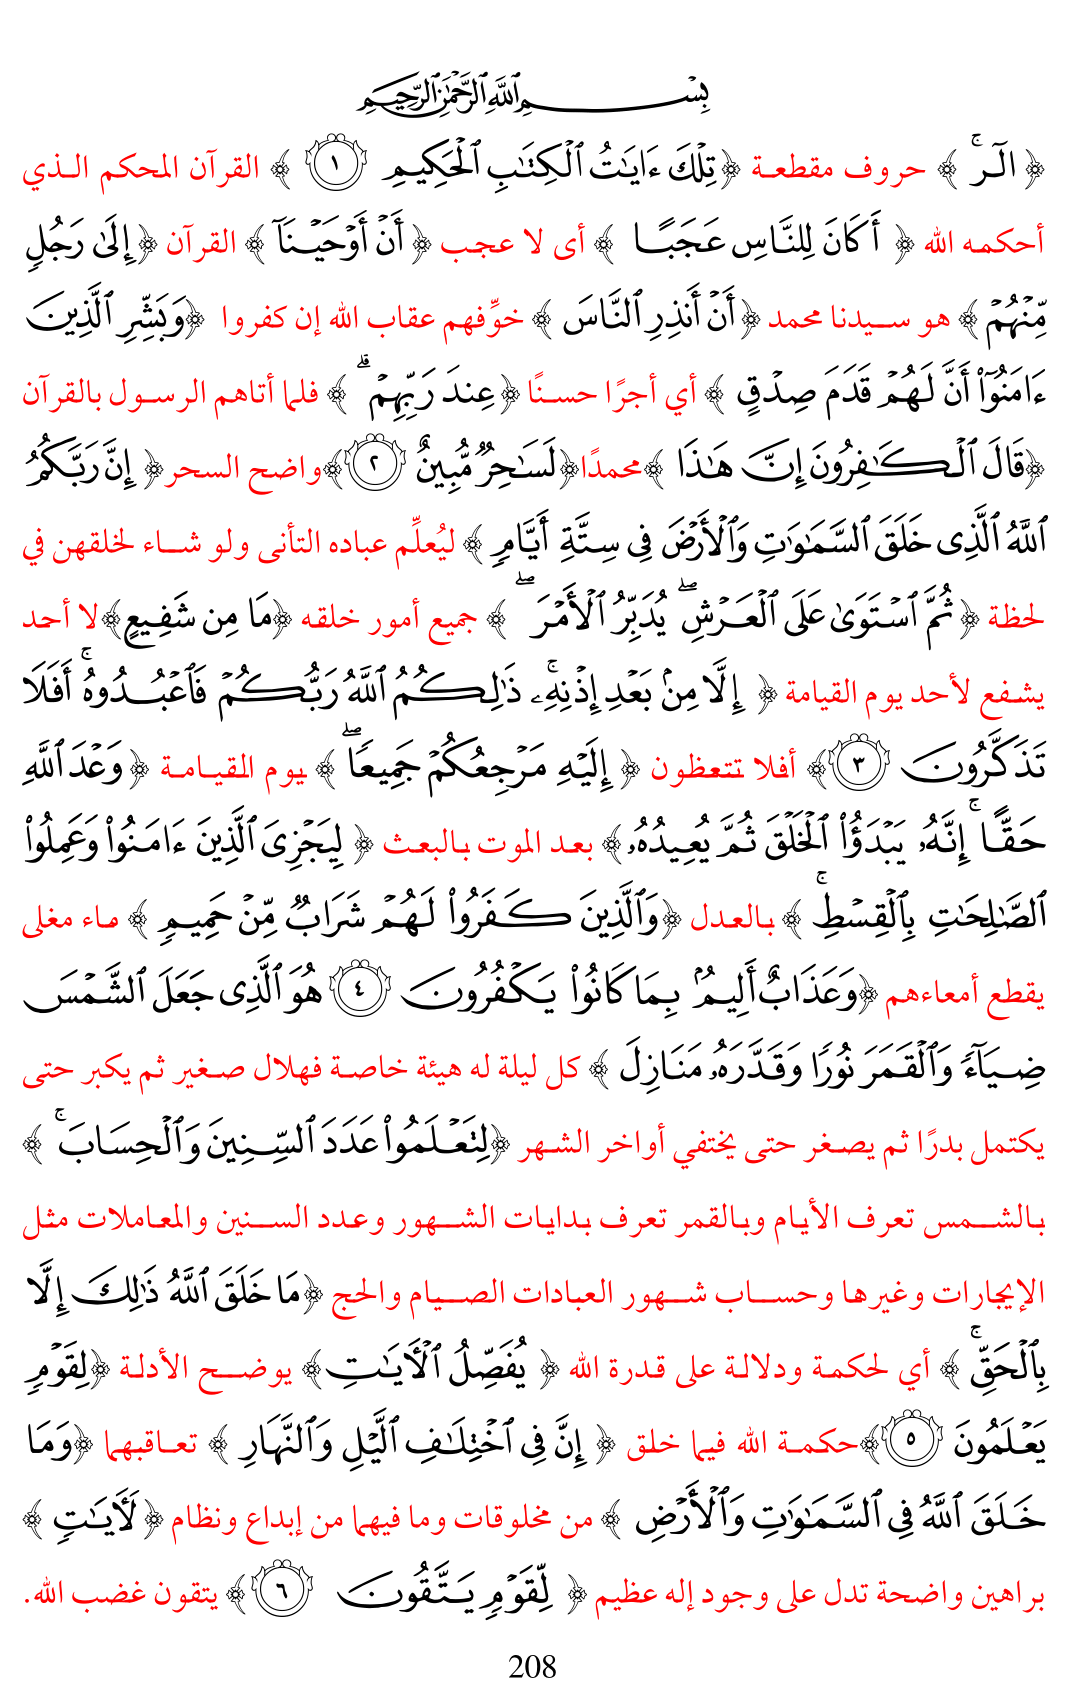 بِسْمِ ٱللَّهِ ٱلرَّحْمَٰنِ ٱلرَّحِيمِ
﴿ الٓرۚ ﴾ حروف مقطعة ﴿تِلْكَ ءَايَٰتُ ٱلْكِتَٰبِ ٱلْحَكِيمِ ١ ﴾ القرآن المحكم الذي
أحكمه الله ﴿ أَكَانَ لِلنَّاسِ عَجَبًا ﴾ أى لا عجب ﴿ أَنْ أَوْحَيْنَآ ﴾ القرآن ﴿إِلَىٰ رَجُلٍ
مِّنْهُمْ ﴾ هو سيدنا محمد ﴿أَنْ أَنذِرِ ٱلنَّاسَ ﴾ خوِّفهم عقاب الله إن كفروا ﴿وَبَشِّرِ ٱلَّذِينَ
ءَامَنُوٓا۟ أَنَّ لَهُمْ قَدَمَ صِدْقٍ ﴾ أي أجرًا حسنًا ﴿عِندَ رَبِّهِمْ ۗ ﴾ فلما أتاهم الرسول بالقرآن
﴿قَالَ ٱلْكَٰفِرُونَ إِنَّ هَٰذَا ﴾محمدًا﴿لَسَٰحِرٌ مُّبِينٌ ٢﴾واضح السحر﴿ إِنَّ رَبَّكُمُ
ٱللَّهُ ٱلَّذِى خَلَقَ ٱلسَّمَٰوَٰتِ وَٱلْأَرْضَ فِى سِتَّةِ أَيَّامٍ ﴾ ليُعلِّم عباده التأنى ولو شاء لخلقهن في
لحظة ﴿ ثُمَّ ٱسْتَوَىٰ عَلَى ٱلْعَرْشِ ۖ يُدَبِّرُ ٱلْأَمْرَ ۖ ﴾ جميع أمور خلقه ﴿مَا مِن شَفِيعٍ﴾لا أحد
يشفع لأحد يوم القيامة ﴿ إِلَّا مِنۢ بَعْدِ إِذْنِهِۦۚ ذَٰلِكُمُ ٱللَّهُ رَبُّكُمْ فَٱعْبُدُوهُۚ أَفَلَا
تَذَكَّرُونَ ٣﴾ أفلا تتعظون ﴿ إِلَيْهِ مَرْجِعُكُمْ جَمِيعًا ۖ ﴾ يوم القيامة ﴿ وَعْدَ ٱللَّهِ
حَقًّاۚ إِنَّهُۥ يَبْدَؤُا۟ ٱلْخَلْقَ ثُمَّ يُعِيدُهُۥ ﴾ بعد الموت بالبعث ﴿ لِيَجْزِىَ ٱلَّذِينَ ءَامَنُوا۟ وَعَمِلُوا۟
ٱلصَّٰلِحَٰتِ بِٱلْقِسْطِۚ ﴾ بالعدل ﴿وَٱلَّذِينَ كَفَرُوا۟ لَهُمْ شَرَابٌ مِّنْ حَمِيمٍ ﴾ ماء مغلى
يقطع أمعاءهم ﴿وَعَذَابٌ أَلِيمٌۢ بِمَا كَانُوا۟ يَكْفُرُونَ ٤ هُوَ ٱلَّذِى جَعَلَ ٱلشَّمْسَ
ضِيَآءً وَٱلْقَمَرَ نُورًا وَقَدَّرَهُۥ مَنَازِلَ ﴾ كل ليلة له هيئة خاصة فهلال صغير ثم يكبر حتى
يكتمل بدرًا ثم يصغر حتى يختفي أواخر الشهر ﴿لِتَعْلَمُوا۟ عَدَدَ ٱلسِّنِينَ وَٱلْحِسَابَۚ ﴾
بالشمس تعرف الأيام وبالقمر تعرف بدايات الشهور وعدد السنين والمعاملات مثل
الإيجارات وغيرها وحساب شهور العبادات الصيام والحج ﴿مَا خَلَقَ ٱللَّهُ ذَٰلِكَ إِلَّا
بِٱلْحَقِّۚ ﴾ أي لحكمة ودلالة على قدرة الله ﴿ يُفَصِّلُ ٱلْأَيَٰتِ﴾ يوضح الأدلة ﴿لِقَوْمٍ
يَعْلَمُونَ ٥﴾حكمة الله فيما خلق ﴿ إِنَّ فِى ٱخْتِلَٰفِ ٱلَّيْلِ وَٱلنَّهَارِ ﴾ تعاقبهما ﴿وَمَا
خَلَقَ ٱللَّهُ فِى ٱلسَّمَٰوَٰتِ وَٱلْأَرْضِ ﴾ من مخلوقات وما فيهما من إبداع ونظام ﴿لَأَيَٰتٍ ﴾
براهين واضحة تدل على وجود إله عظيم ﴿ لِّقَوْمٍ يَتَّقُونَ ٦﴾ يتقون غضب الله.
208